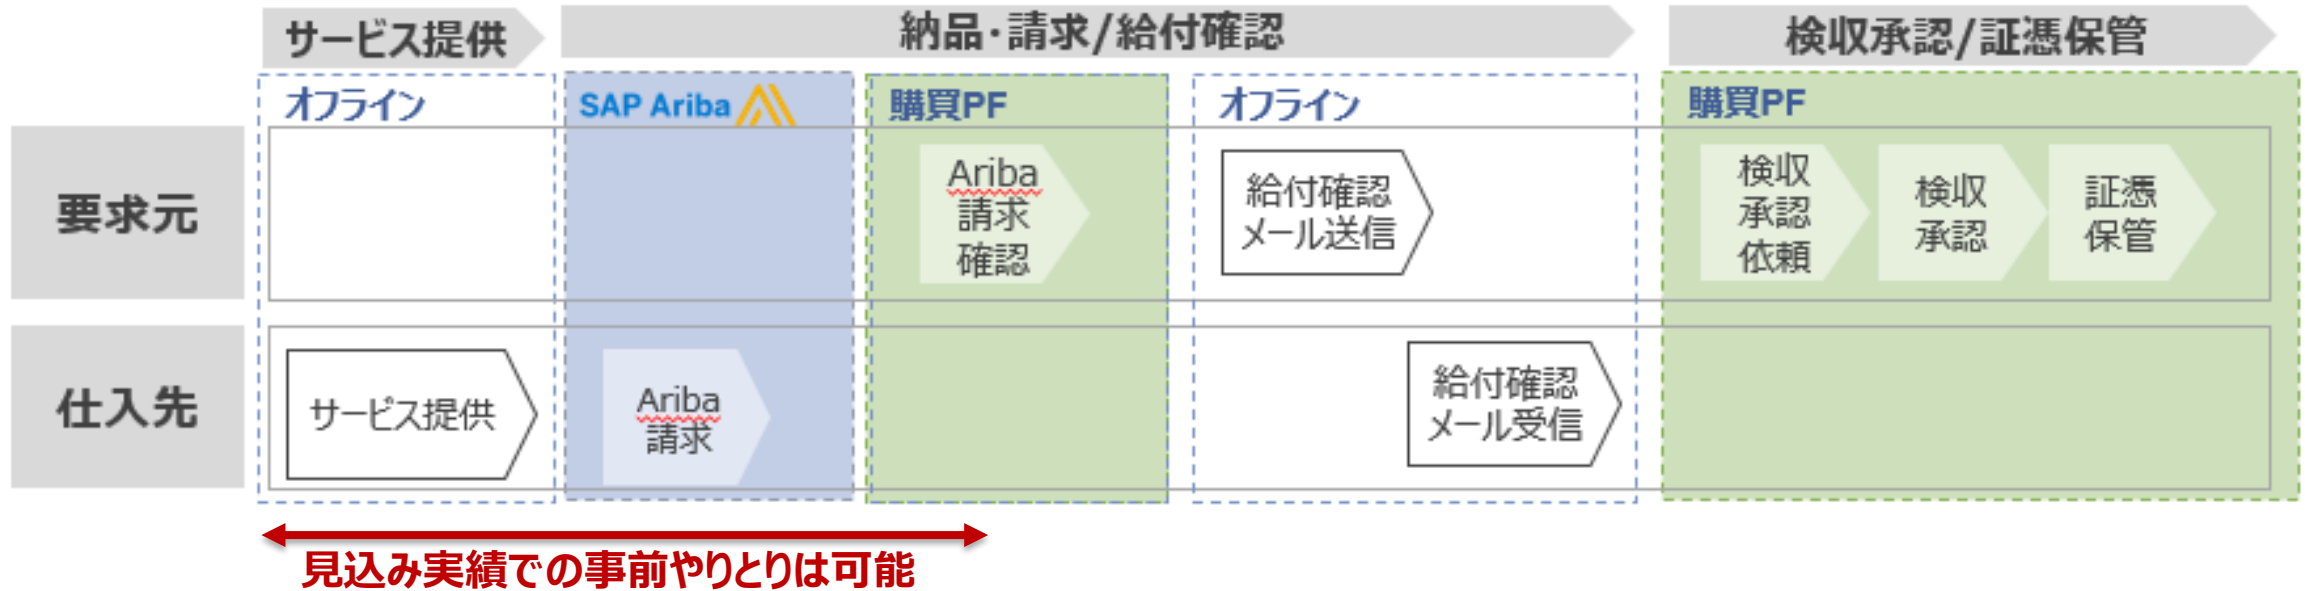 サービス提供
納品・請求/給付確認
検収承認/証憑保管
オフライン
SAP Ariba
購買PF
オフライン
購買PF
要求元
Ariba
請求
確認
給付確認
メール送信
検収
承認
依頼
検収
承認
証憑
保管
仕入先
サービス提供
Ariba
請求
給付確認
メール受信
見込み実績での事前やりとりは可能